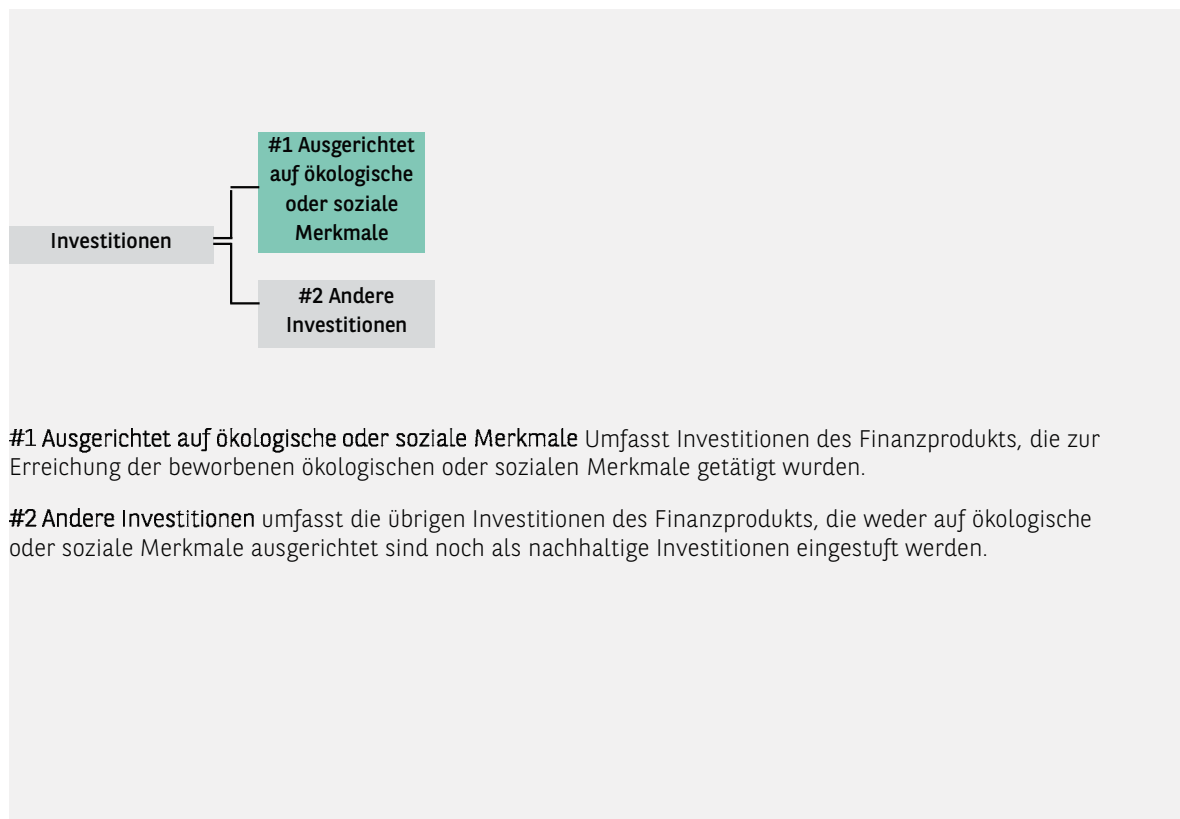 #1 Ausgerichtet
auf ökologische
oder soziale
Merkmale
Investitionen
#2 Andere
Investitionen
#1 Ausgerichtet auf ökologische oder soziale Merkmale Umfasst Investitionen des Finanzprodukts, die zur
Erreichung der beworbenen ökologischen oder sozialen Merkmale getätigt wurden.
#2 Andere Investitionen umfasst die übrigen Investitionen des Finanzprodukts, die weder auf ökologische
oder soziale Merkmale ausgerichtet sind noch als nachhaltige Investitionen eingestuft werden.